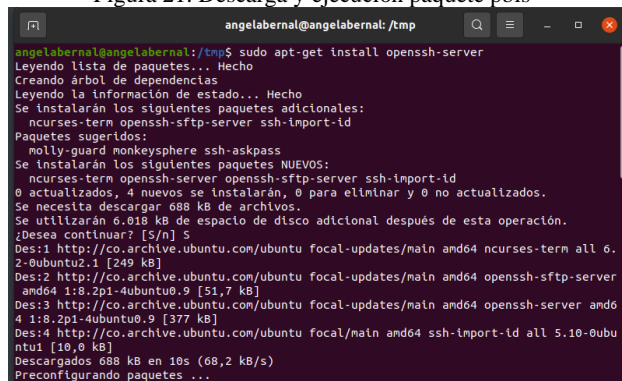 Figura 21. Descarga y ejecución paquete pbis
angelabernal@angelabernal: /tmp
angelabernal@angelabernal:/tmp$ sudo apt-get install openssh-server
Leyendo lista de paquetes... Hecho
Creando árbol de dependencias
Leyendo la información de estado... Hecho
Se instalarán los siguientes paquetes adicionales:
  ncurses-term openssh-sftp-server ssh-import-id
Paquetes sugeridos:
  molly-guard monkeysphere ssh-askpass
Se instalarán los siguientes paquetes NUEVOS:
  ncurses-term openssh-server openssh-sftp-server ssh-import-id
0 actualizados, 4 nuevos se instalarán, 0 para eliminar y 0 no actualizados.
Se necesita descargar 688 kB de archivos.
Se utilizarán 6.018 kB de espacio de disco adicional después de esta operación.
¿Desea continuar? [S/n] S
Des:1 http://co.archive.ubuntu.com/ubuntu focal-updates/main amd64 ncurses-term all 6.
2-0ubuntu2.1 [249 kB]
Des:2 http://co.archive.ubuntu.com/ubuntu focal-updates/main amd64 openssh-sftp-server
 amd64 1:8.2p1-4ubuntu0.9 [51,7 kB]
Des:3 http://co.archive.ubuntu.com/ubuntu focal-updates/main amd64 openssh-server amd6
4 1:8.2p1-4ubuntu0.9 [377 kB]
Des:4 http://co.archive.ubuntu.com/ubuntu focal/main amd64 ssh-import-id all 5.10-0ubu
ntu1 [10,0 kB]
Descargados 688 kB en 10s (68,2 kB/s)
Preconfigurando paquetes ...